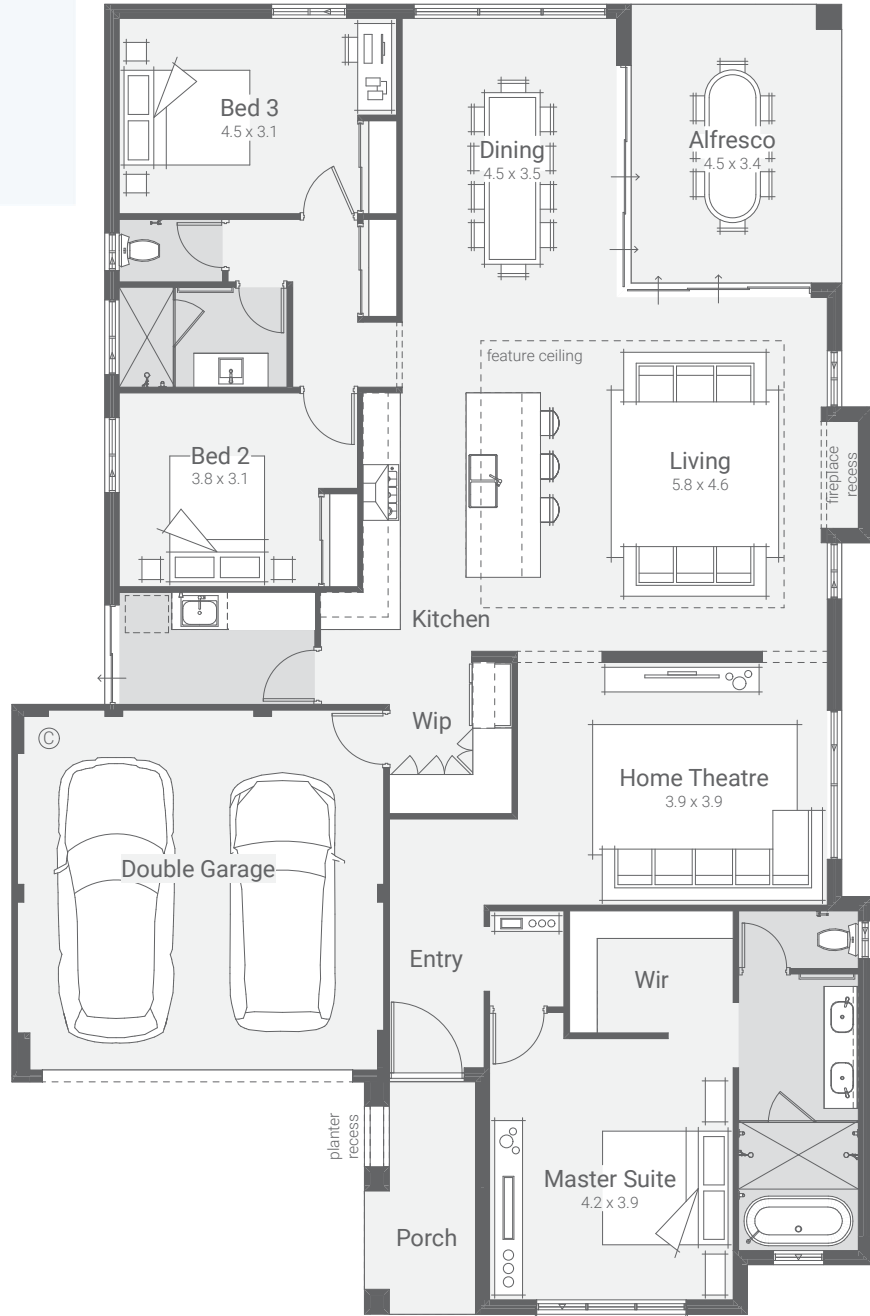 Bed 3
4.5 x 3.1
Dining
4.5 x 3.5
Alfresco
4.5 x 3.4
feature ceiling
Bed 2
3.8 x 3.1
Living
5.8 x 4.6
fireplace
recess
Kitchen
Wip
C
Home Theatre
3.9 x 3.9
Double Garage
Entry
Wir
planter
recess
Master Suite
4.2 x 3.9
Porch